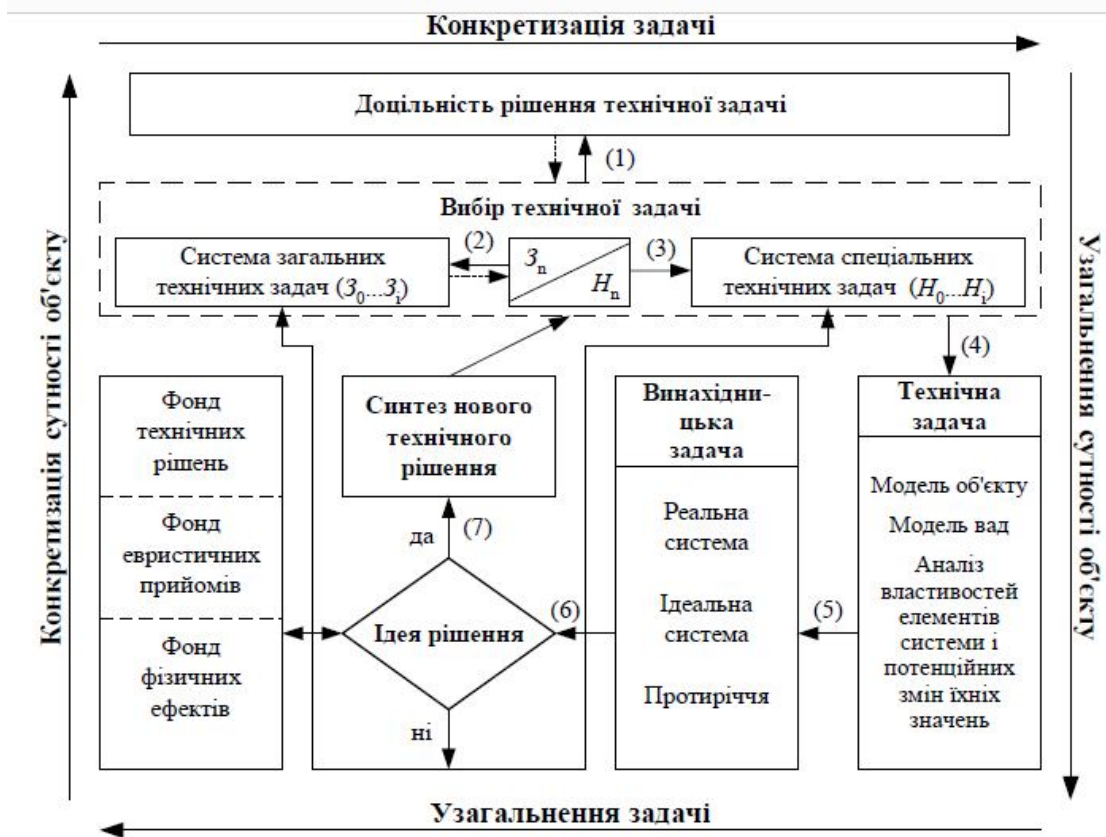 Конкретизація задачі
Доцільність рішення технічної задачі
(1)
Вибір технічної задачі
Система загальних
технічних задач (З₀...Зᵢ)
(2)
Зₙ
Нₙ
(3)
Система спеціальних
технічних задач (Н₀...Нᵢ)
(4)
Конкретизація сутності об'єкту
Узагальнення сутності об'єкту
Фонд
технічних
рішень
Фонд
евристичних
прийомів
Фонд
фізичних
ефектів
Синтез нового
технічного
рішення
да
(7)
Ідея рішення
(6)
ні
Винахідни-
цька
задача
Реальна
система
Ідеальна
система
Протиріччя
(5)
Технічна
задача
Модель об'єкту
Модель вад
Аналіз
властивостей
елементів
системи і
потенційних
змін їхніх
значень
Узагальнення задачі